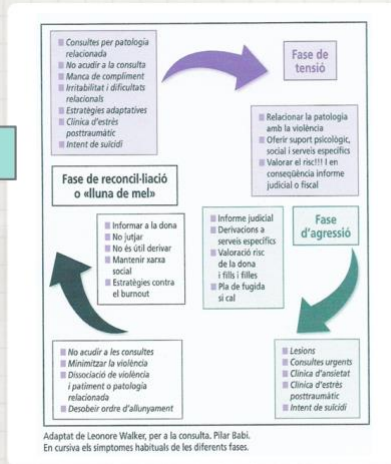 Consultes per patologia
relacionada
No acudir a la consulta
Manca de compliment
Irritabilitat i dificultats
relacionals
Estratègies adaptatives
Clínica d'estrès
posttraumàtic
Intent de suïcidi
Fase de
tensió
Relacionar la patologia
amb la violència
Oferir suport psicològic,
social i serveis específics
Valorar el risc!!! I en
conseqüència informe
judicial o fiscal
Fase de reconcil·liació
o «lluna de mel»
Informar a la dona
No jutjar
No és útil derivar
Mantenir xarxa
social
Estratègies contra
el burnout
Informe judicial
Derivacions a
serveis específics
Valoració risc
de la dona
i fills i filles
Pla de fugida
si cal
Fase
d'agressió
No acudir a les consultes
Minimitzar la violència
Dissociació de violència
i patiment o patologia
relacionada
Desobeir ordre d'allunyament
Lesions
Consultes urgents
Clínica d'ansietat
Clínica d'estrès
posttraumàtic
Intent de suïcidi
Adaptat de Leonore Walker, per a la consulta. Pilar Babi.
En cursiva els símptomes habituals de les diferents fases.